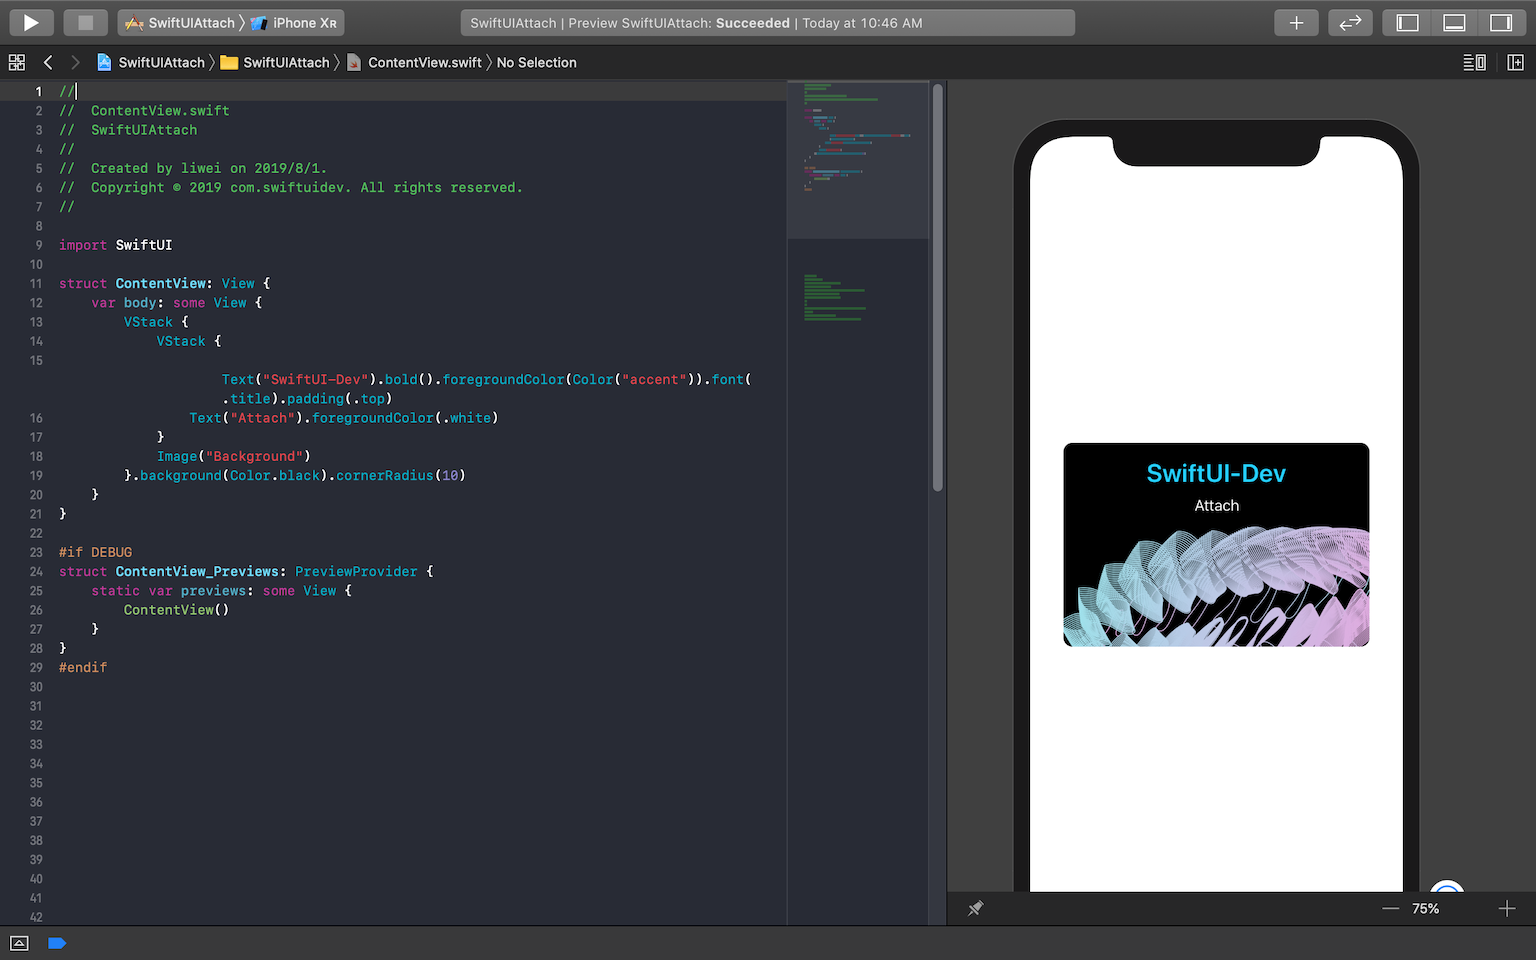 SwiftUIAttach 〉 iPhone XR
SwiftUIAttach | Preview SwiftUIAttach: Succeeded | Today at 10:46 AM
SwiftUIAttach 〉 SwiftUIAttach 〉 ContentView.swift 〉 No Selection
1 //
2 //  ContentView.swift
3 //  SwiftUIAttach
4 //
5 //  Created by liwei on 2019/8/1.
6 //  Copyright © 2019 com.swiftuidev. All rights reserved.
7 //
8
9 import SwiftUI
10
11 struct ContentView: View {
12     var body: some View {
13         VStack {
14             VStack {
15
                    Text("SwiftUI-Dev").bold().foregroundColor(Color("accent")).font(
                    .title).padding(.top)
16                 Text("Attach").foregroundColor(.white)
17             }
18             Image("Background")
19         }.background(Color.black).cornerRadius(10)
20     }
21 }
22
23 #if DEBUG
24 struct ContentView_Previews: PreviewProvider {
25     static var previews: some View {
26         ContentView()
27     }
28 }
29 #endif
30
31
32
33
34
35
36
37
38
39
40
41
42
SwiftUI-Dev
Attach
75%